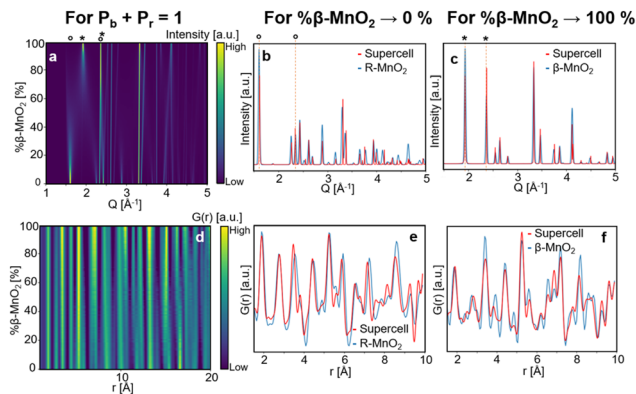 For P_b + P_r = 1
For %β-MnO₂ → 0 %
For %β-MnO₂ → 100 %
Intensity [a.u.]
a
High
Low
%β-MnO₂ [%]
100
80
60
40
20
0
1 2 3 4 5
Q [Å⁻¹]
b
Supercell
R-MnO₂
Intensity [a.u.]
2 3 4 5
Q [Å⁻¹]
c
Supercell
β-MnO₂
Intensity [a.u.]
2 3 4 5
Q [Å⁻¹]
G(r) [a.u.]
d
High
Low
%β-MnO₂ [%]
100
80
60
40
20
0
10 20
r [Å]
e
Supercell
R-MnO₂
G(r)
2 4 6 8 10
r [Å]
f
Supercell
β-MnO₂
G(r)
2 4 6 8 10
r [Å]